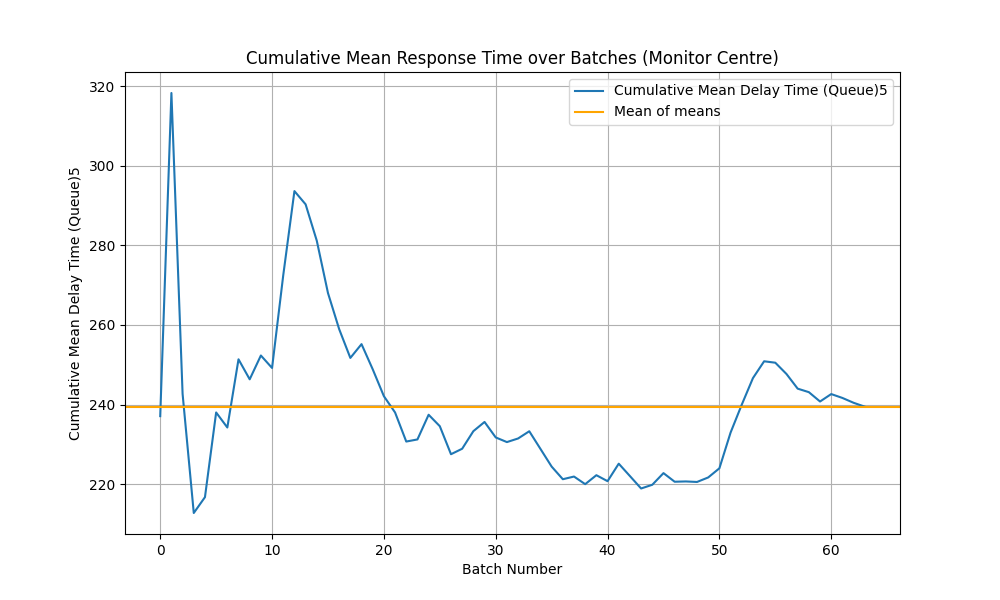 Cumulative Mean Response Time over Batches (Monitor Centre)
Cumulative Mean Delay Time (Queue)5
Mean of means
Cumulative Mean Delay Time (Queue)5
320
300
280
260
240
220
0 10 20 30 40 50 60
Batch Number